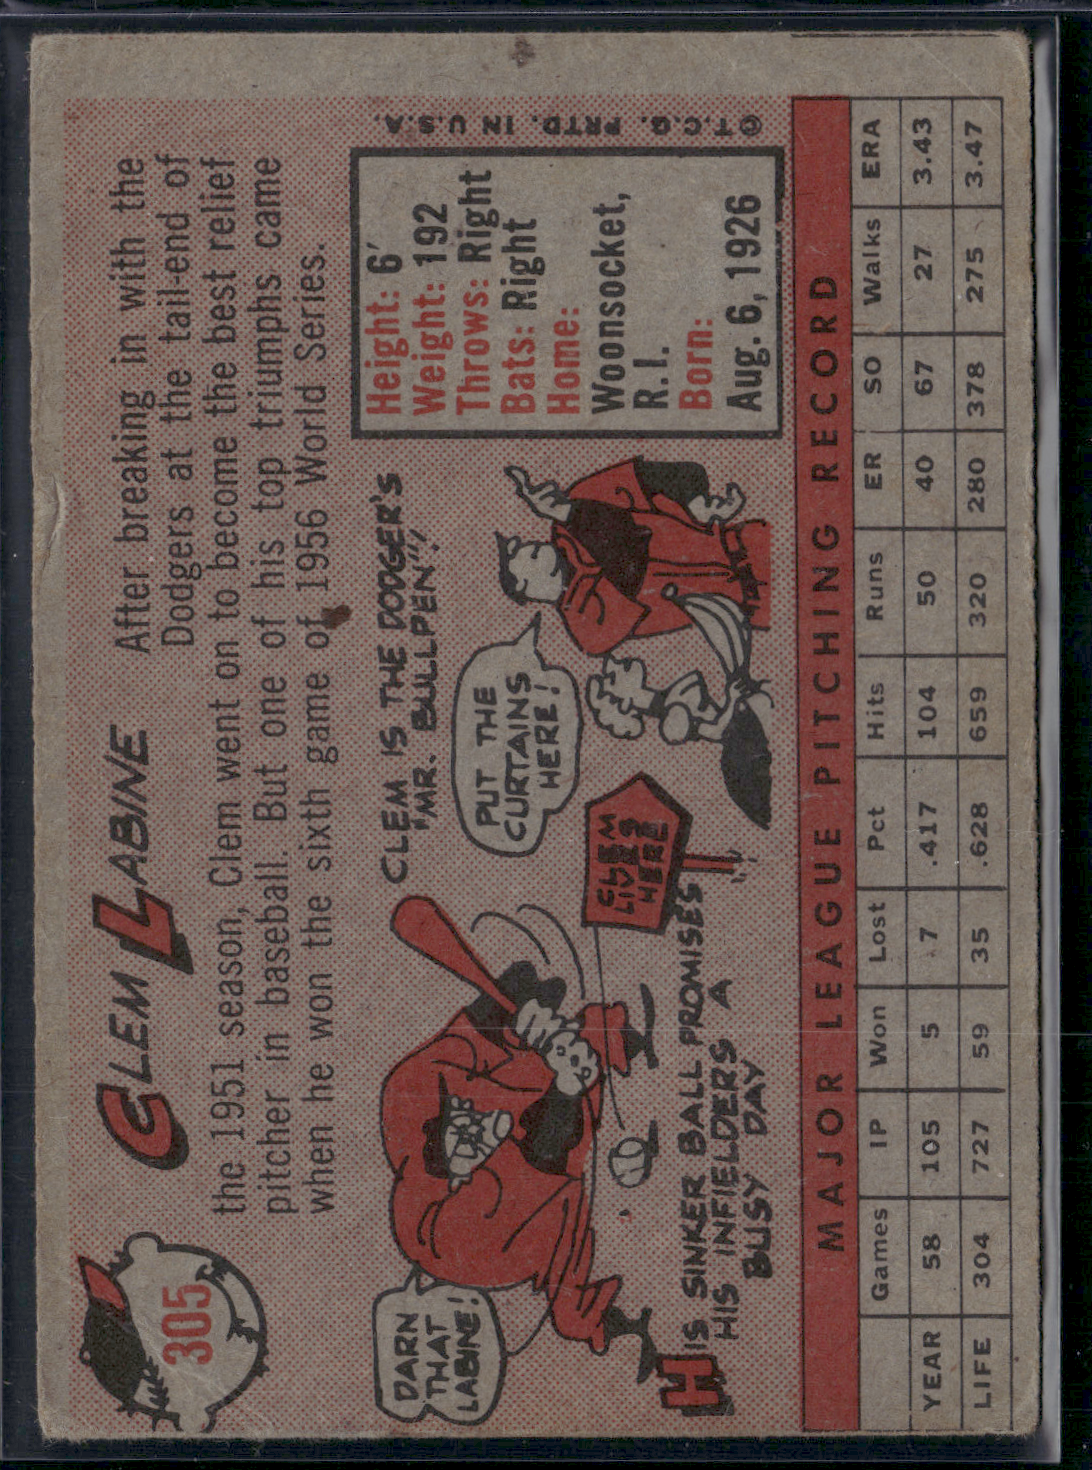 305
CLEM LABINE
After breaking in with the
Dodgers at the tail-end of
the 1951 season, Clem went on to become the best relief
pitcher in baseball. But one of his top triumphs came
when he won the sixth game of 1956 World Series.
DARN
THAT
LABINE!
CLEM IS THE DODGER'S
"MR. BULLPEN"!
PUT THE
CURTAINS
HERE!
CLEM
LIVES
HERE
HIS SINKER BALL PROMISES
HIS INFIELDERS A
BUSY DAY
Height: 6'
Weight: 192
Throws: Right
Bats: Right
Home:
Woonsocket,
R. I.
Born:
Aug. 6, 1926
© T.C.G. PRTD. IN U.S.A.
MAJOR LEAGUE PITCHING RECORD
Games IP Won Lost Pct Hits Runs ER SO Walks ERA
YEAR 58 105 5 7 .417 104 50 40 67 27 3.43
LIFE 304 727 59 35 .628 659 320 280 378 275 3.47